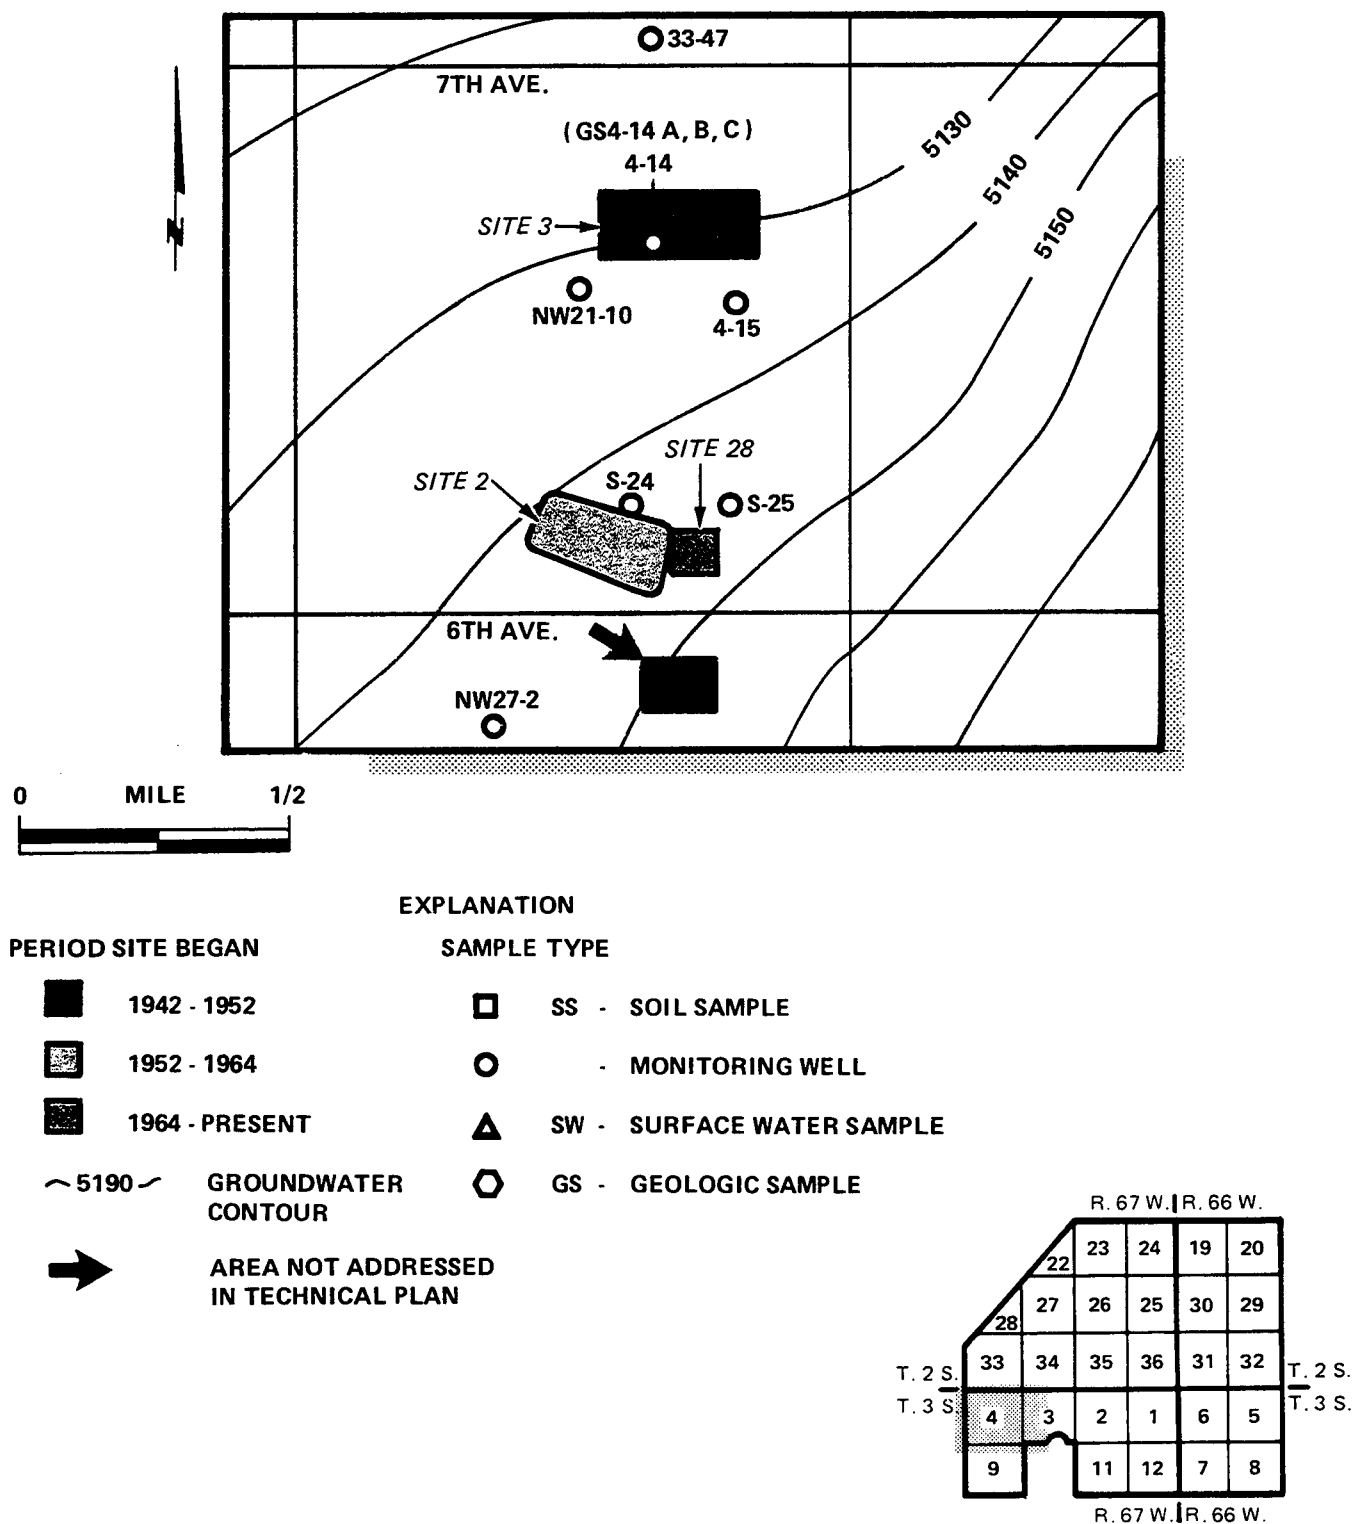 33-47
7TH AVE.
(GS4-14 A, B, C)
4-14
5130
5140
5150
SITE 3
N
NW21-10
4-15
SITE 28
SITE 2
S-24
S-25
6TH AVE.
NW27-2
0 MILE 1/2
EXPLANATION
PERIOD SITE BEGAN
1942 - 1952
1952 - 1964
1964 - PRESENT
5190
GROUNDWATER
CONTOUR
AREA NOT ADDRESSED
IN TECHNICAL PLAN
SAMPLE TYPE
SS - SOIL SAMPLE
- MONITORING WELL
SW - SURFACE WATER SAMPLE
GS - GEOLOGIC SAMPLE
R. 67 W. R. 66 W.
22 23 24 19 20
28 27 26 25 30 29
33 34 35 36 31 32
T. 2 S. T. 2 S.
T. 3 S. T. 3 S.
4 3 2 1 6 5
9 11 12 7 8
R. 67 W. R. 66 W.